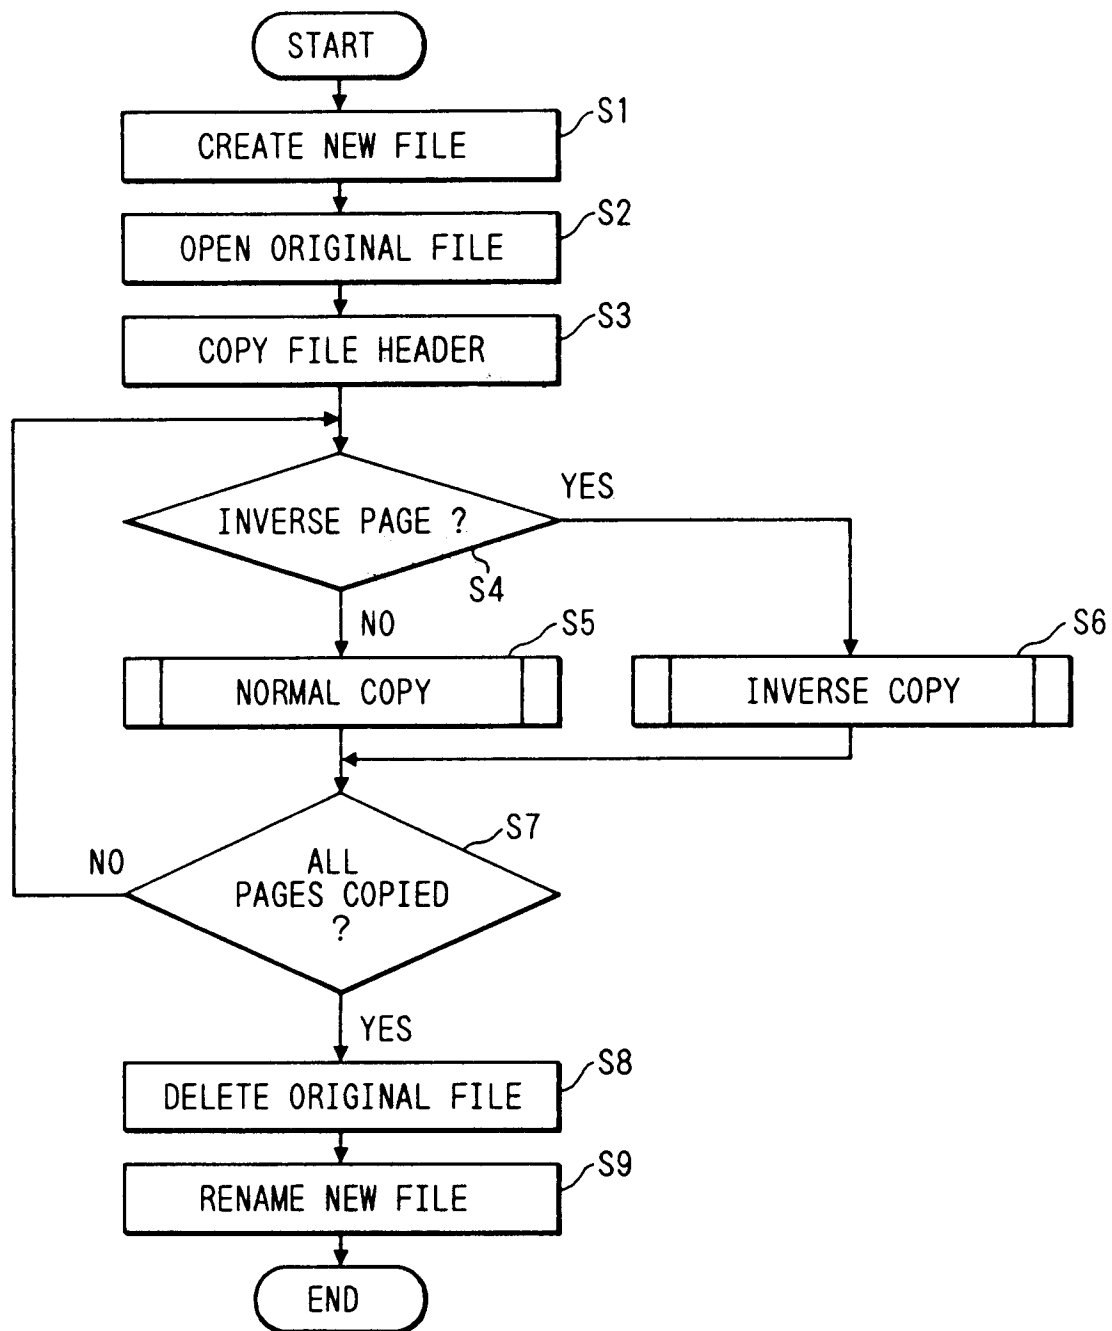 START
CREATE NEW FILE
S1
OPEN ORIGINAL FILE
S2
COPY FILE HEADER
S3
INVERSE PAGE ?
S4
YES
NO
NORMAL COPY
S5
INVERSE COPY
S6
ALL
PAGES COPIED
?
S7
NO
YES
DELETE ORIGINAL FILE
S8
RENAME NEW FILE
S9
END